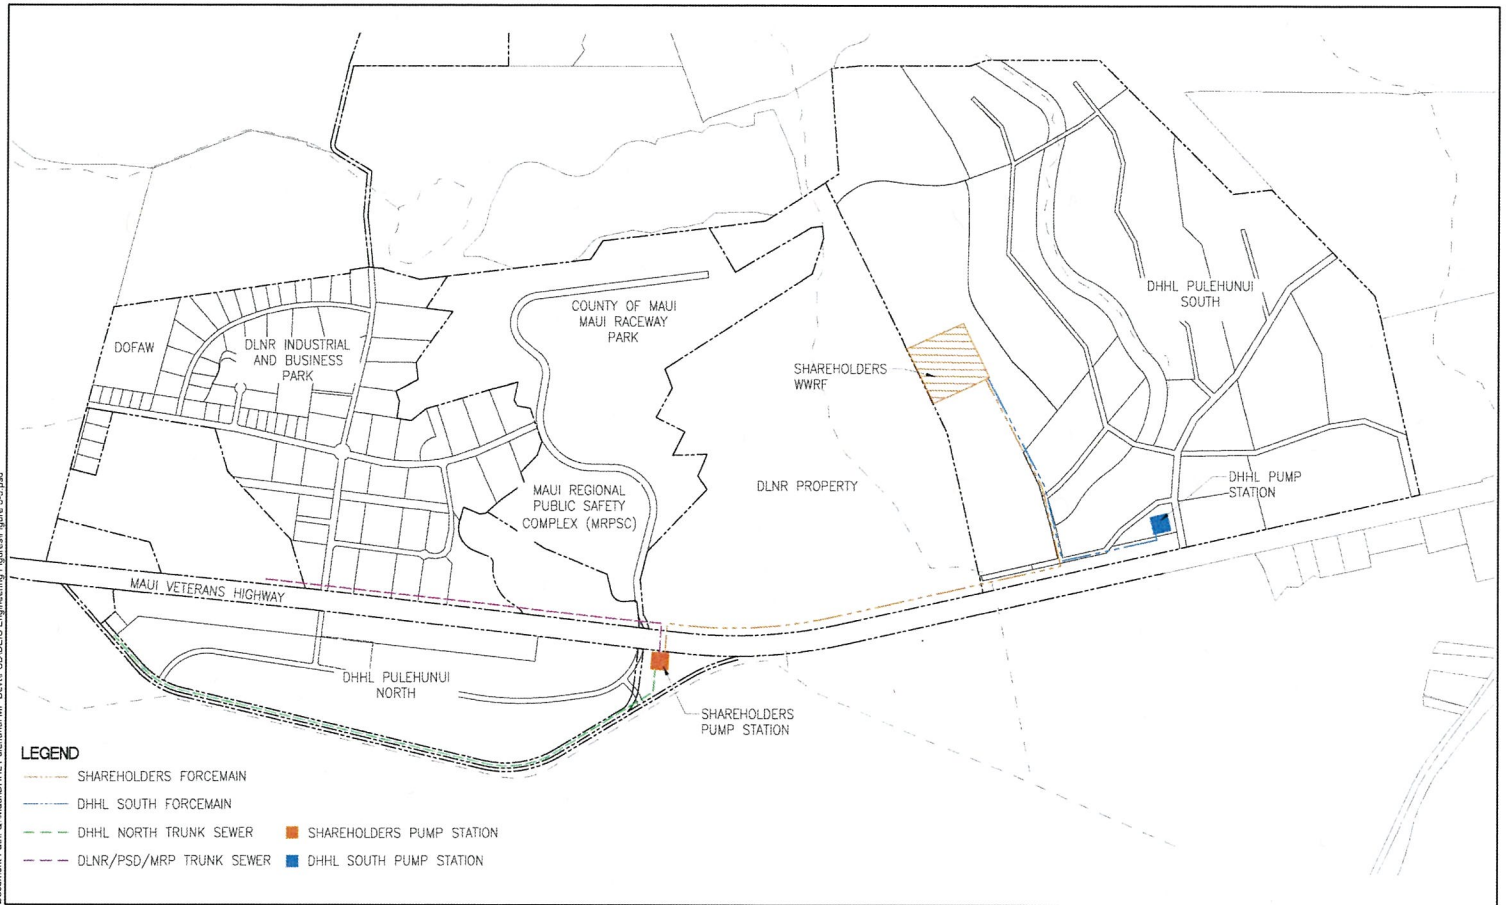 DOFAW
DLNR INDUSTRIAL
AND BUSINESS
PARK
COUNTY OF MAUI
MAUI RACEWAY
PARK
DHHL PULEHUNUI
SOUTH
SHAREHOLDERS
WWRF
MAUI REGIONAL
PUBLIC SAFETY
COMPLEX (MRPSC)
DLNR PROPERTY
DHHL PUMP
STATION
MAUI VETERANS HIGHWAY
DHHL PULEHUNUI
NORTH
SHAREHOLDERS
PUMP STATION
LEGEND
SHAREHOLDERS FORCEMAIN
DHHL SOUTH FORCEMAIN
DHHL NORTH TRUNK SEWER
SHAREHOLDERS PUMP STATION
DLNR/PSD/MRP TRUNK SEWER
DHHL SOUTH PUMP STATION